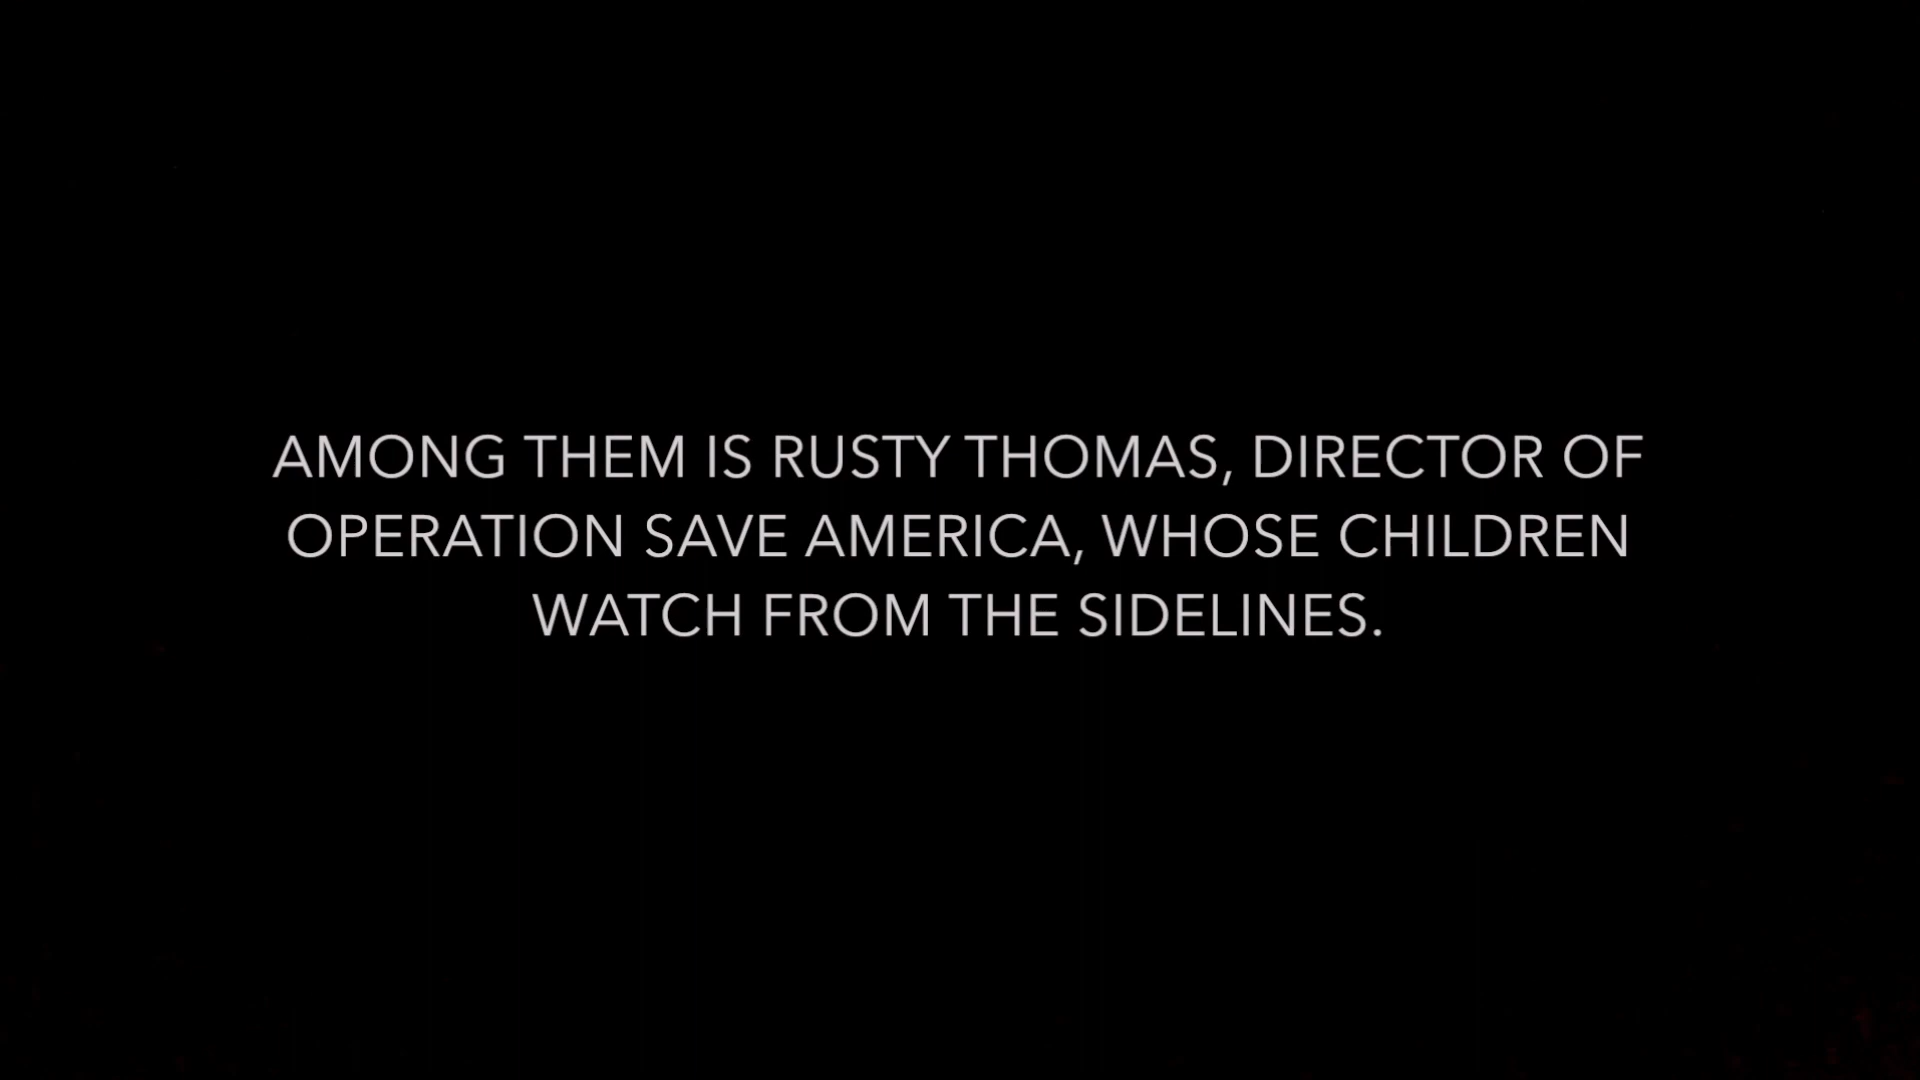 AMONG THEM IS RUSTY THOMAS, DIRECTOR OF
OPERATION SAVE AMERICA, WHOSE CHILDREN
WATCH FROM THE SIDELINES.